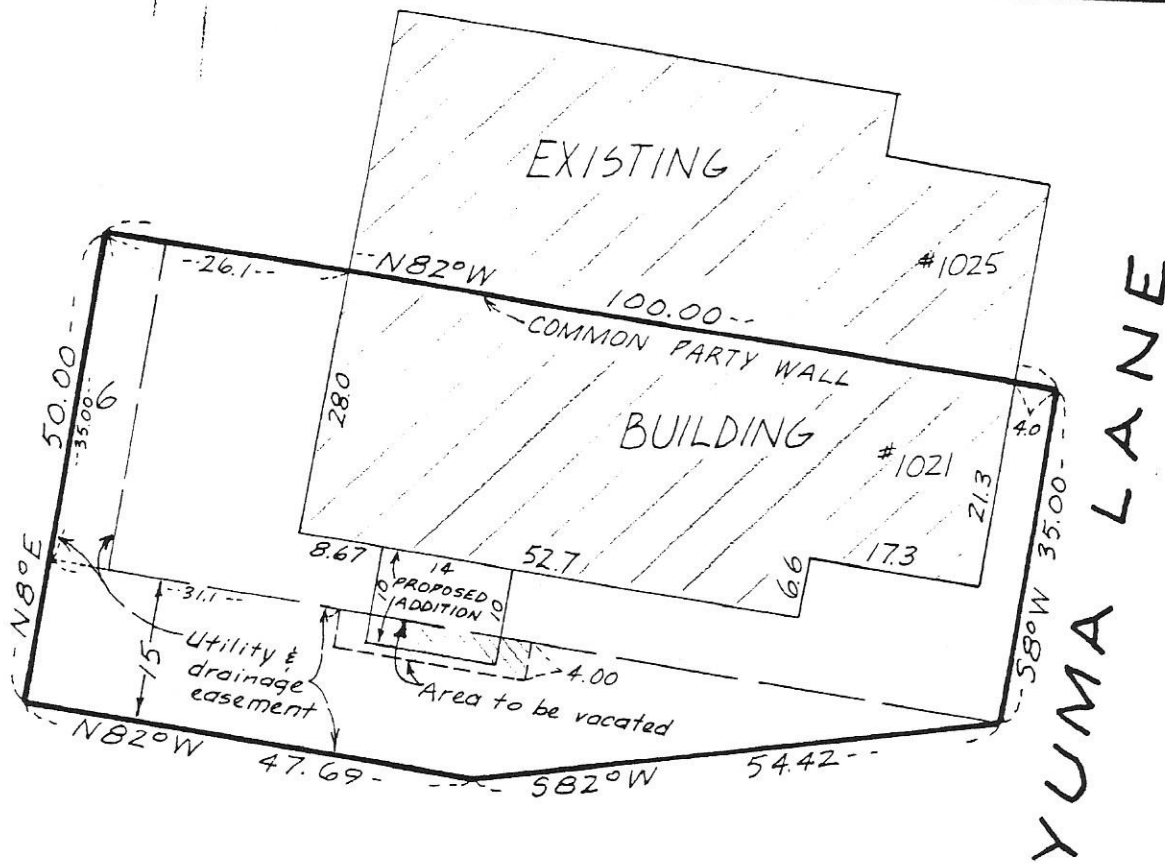 EXISTING
#1025
--26.1--
--N82°W
100.00--
COMMON PARTY WALL
50.00
--35.00--
6
28.0
BUILDING
#1021
4.0
21.3
35.00-
S8°W
YUMA LANE
8.67
14
52.7
6.6
17.3
10
PROPOSED
ADDITION
10
--31.1--
15
Utility &
drainage
easement
4.00
Area to be vacated
-N8°E
N82°W
47.69-
S82°W
54.42--